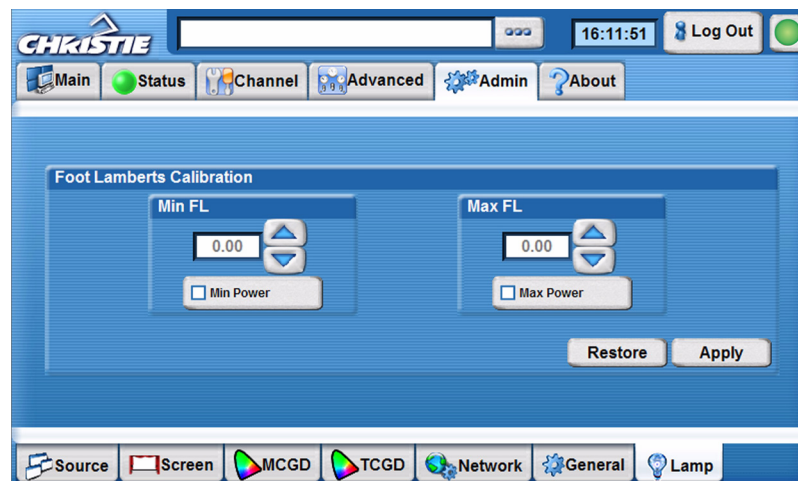 CHRISTIE
16:11:51
Log Out
Main
Status
Channel
Advanced
Admin
About
Foot Lamberts Calibration
Min FL
Max FL
0.00
0.00
Min Power
Max Power
Restore
Apply
Source
Screen
MCGD
TCGD
Network
General
Lamp